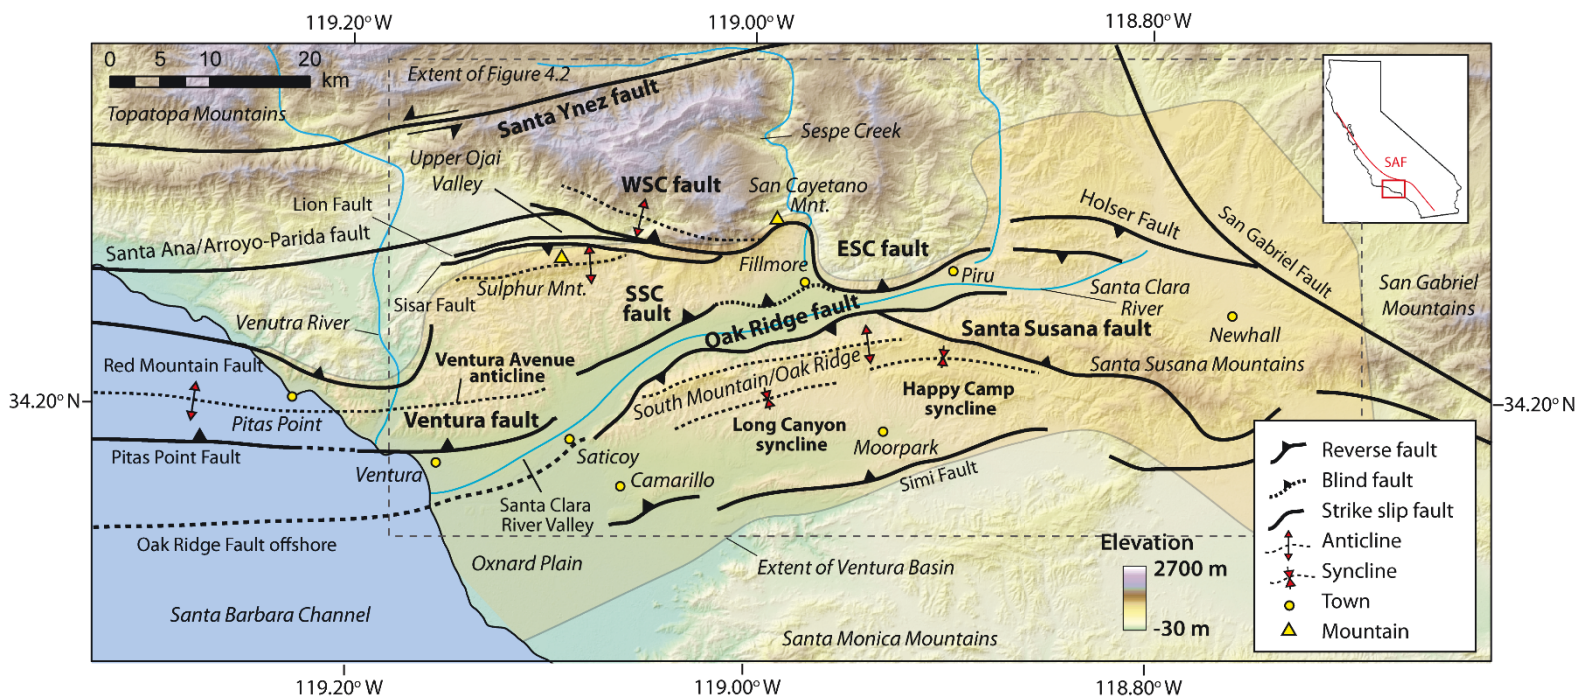 119.20°W
119.00°W
118.80°W
0 5 10 20
km
Extent of Figure 4.2
Topatopa Mountains
Santa Ynez fault
Sespe Creek
Upper Ojai
Valley
WSC fault
San Cayetano
Mnt.
SAF
Lion Fault
Santa Ana/Arroyo-Parida fault
Holser Fault
San Gabriel Fault
ESC fault
Fillmore
Piru
Sisar Fault
Sulphur Mnt.
SSC
fault
Santa Clara
River
San Gabriel
Mountains
Venutra River
Oak Ridge fault
Santa Susana fault
Newhall
Red Mountain Fault
Ventura Avenue
anticline
South Mountain/Oak Ridge
Santa Susana Mountains
Happy Camp
syncline
34.20°N
34.20°N
Pitas Point
Ventura fault
Long Canyon
syncline
Moorpark
Pitas Point Fault
Ventura
Saticoy
Camarillo
Simi Fault
Santa Clara
River Valley
Oak Ridge Fault offshore
Oxnard Plain
Extent of Ventura Basin
Santa Barbara Channel
Santa Monica Mountains
Elevation
2700 m
-30 m
Reverse fault
Blind fault
Strike slip fault
Anticline
Syncline
Town
Mountain
119.20°W
119.00°W
118.80°W